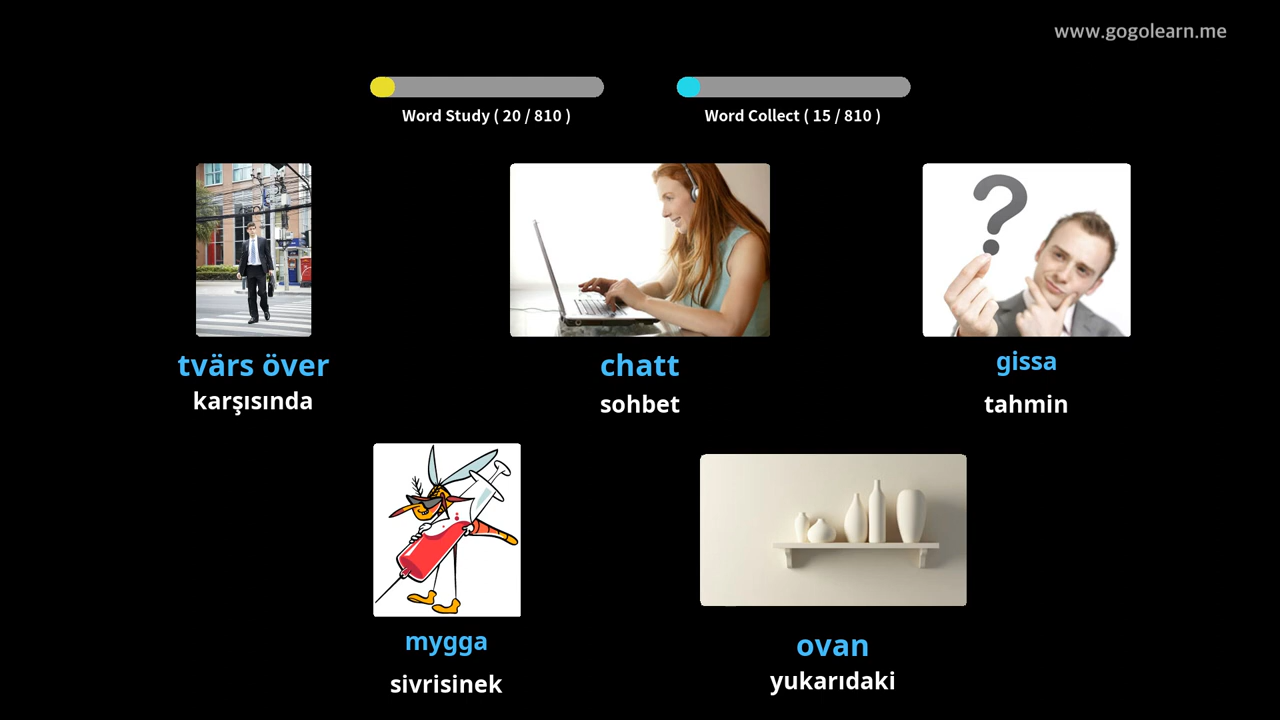 www.gogolearn.me
Word Study ( 20 / 810 )
Word Collect ( 15 / 810 )
tvärs över
karşısında
chatt
sohbet
gissa
tahmin
mygga
sivrisinek
ovan
yukarıdaki